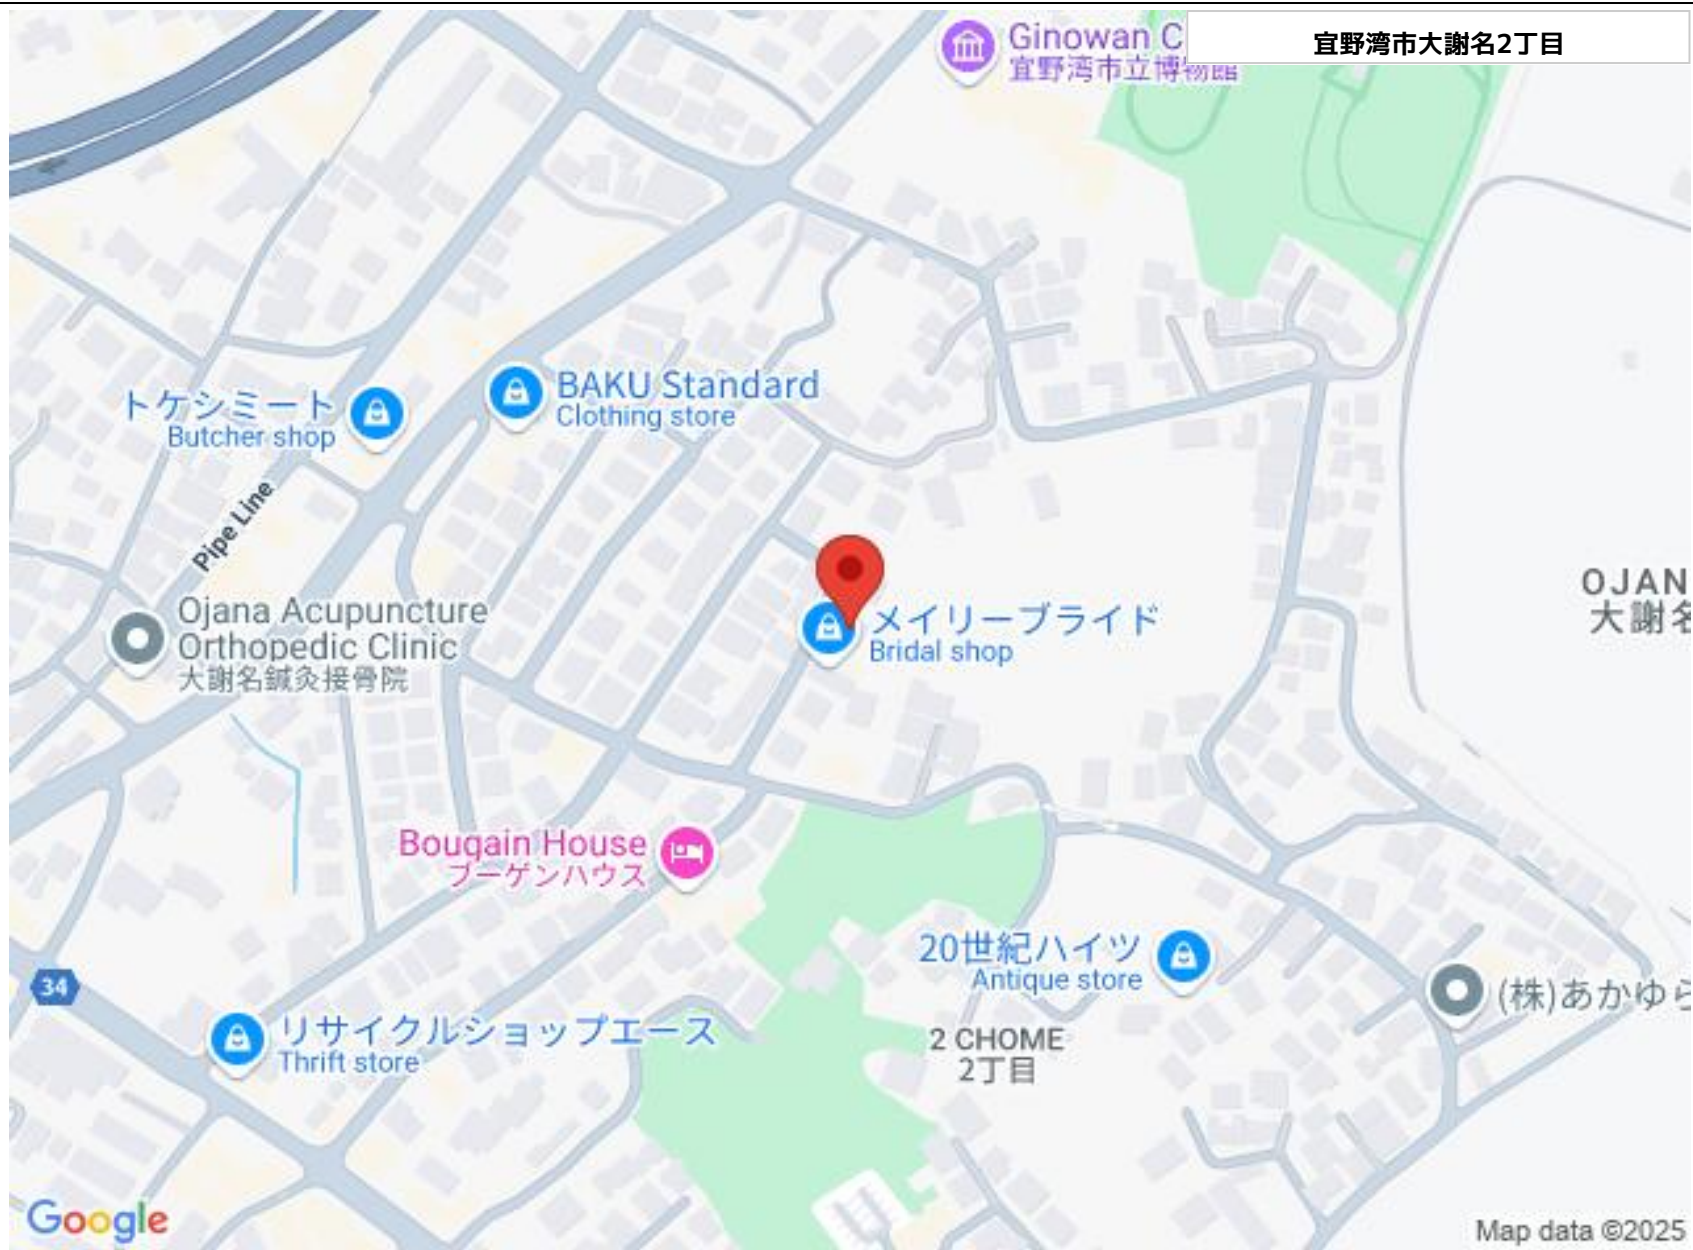 宜野湾市大謝名2丁目
Ginowan C
宜野湾市立博物館
トケシミート
Butcher shop
BAKU Standard
Clothing store
Pipe Line
Ojana Acupuncture
Orthopedic Clinic
大謝名鍼灸接骨院
メイリーブライド
Bridal shop
OJAN
大謝名
Bougain House
ブーゲンハウス
20世紀ハイツ
Antique store
(株)あかゆら
34
リサイクルショップエース
Thrift store
2 CHOME
2丁目
Google
Map data ©2025